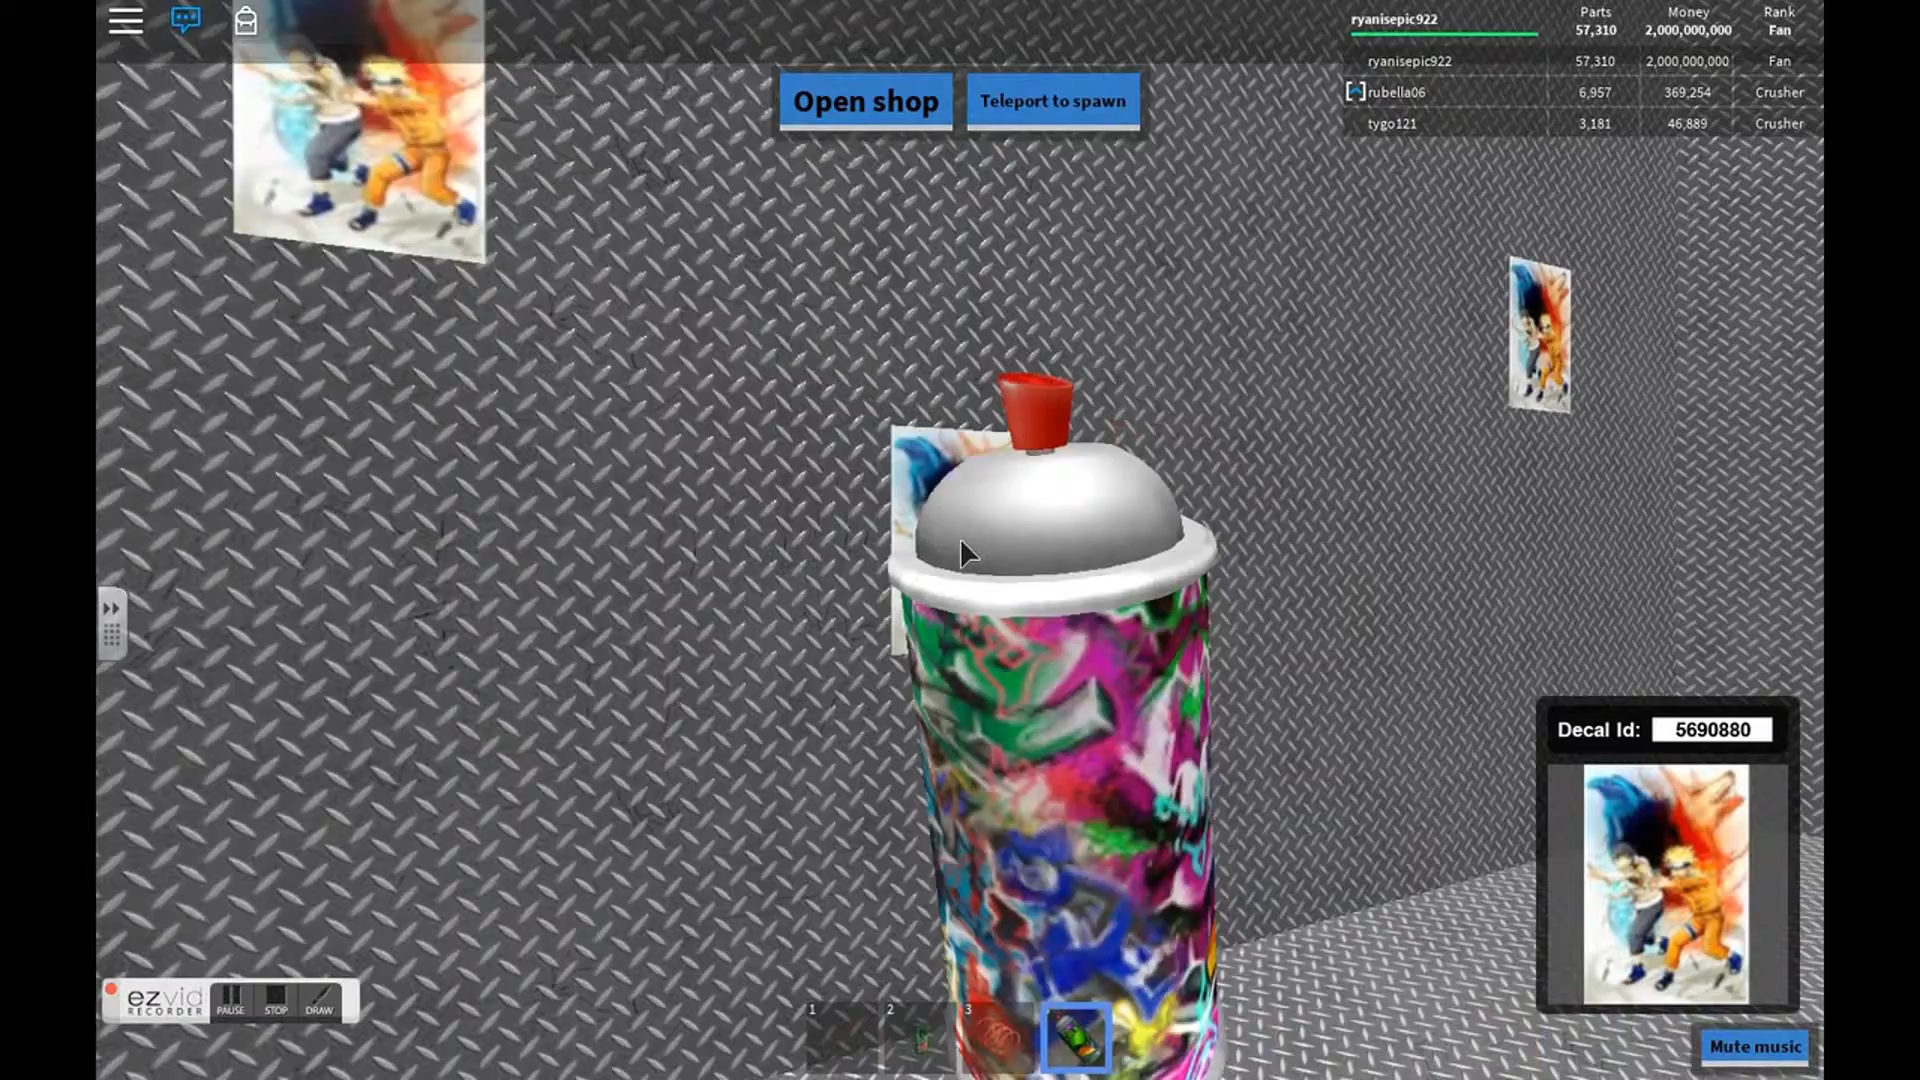 ryanisepic922 Parts 57,310 Money 2,000,000,000 Rank Fan
ryanisepic922 57,310 2,000,000,000 Fan
rubella06 6,957 369,254 Crusher
tygo121 3,181 46,889 Crusher
Open shop
Teleport to spawn
Decal Id: 5690880
ezvid
RECORDER
PAUSE STOP DRAW
1 2 3
Mute music